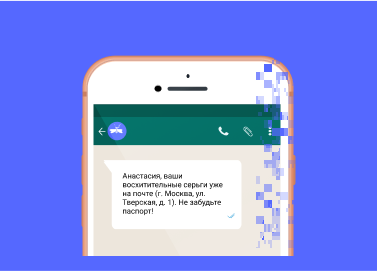 Анастасия, ваши
восхитительные серьги уже
на почте (г. Москва, ул.
Тверская, д. 1). Не забудьте
паспорт!